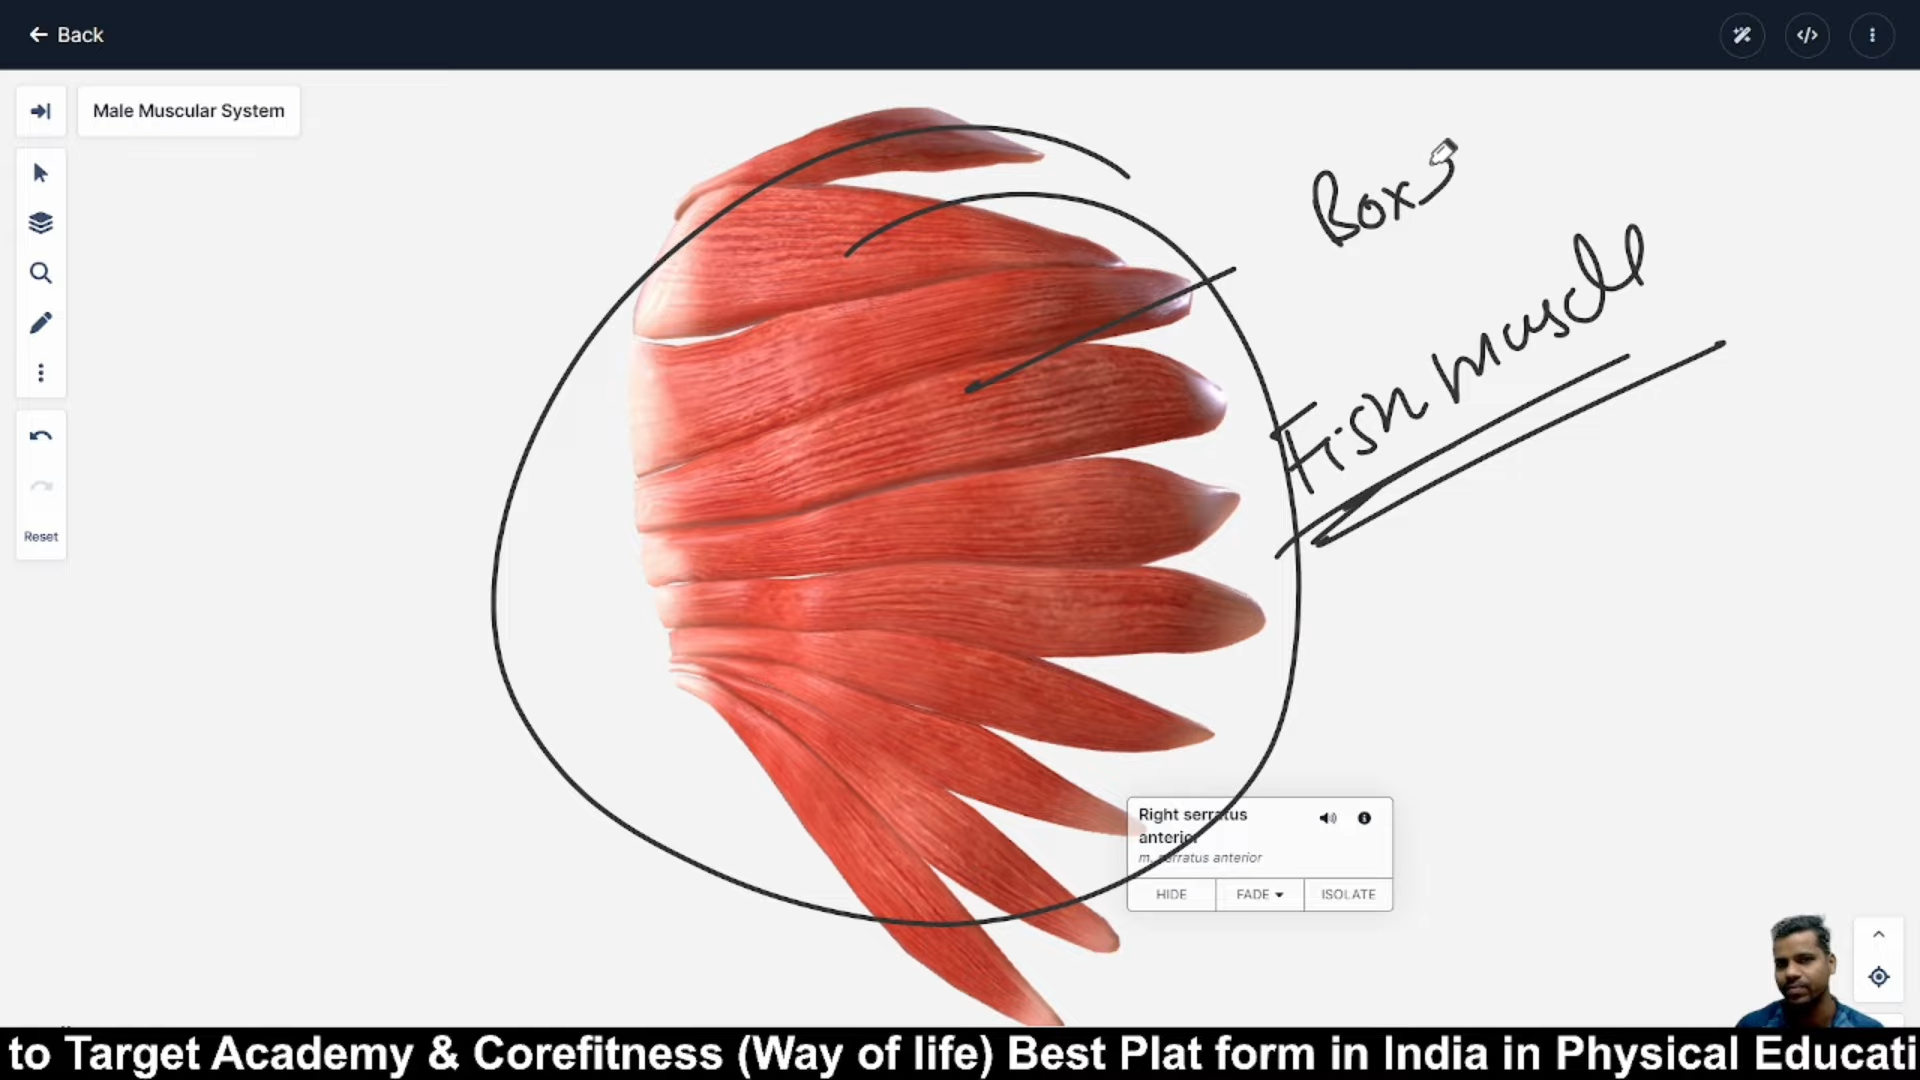 Back
Male Muscular System
Box
Fish muscle
Reset
Right serratus
anterior
m. serratus anterior
HIDE FADE ISOLATE
to Target Academy & Corefitness (Way of life) Best Plat form in India in Physical Educati